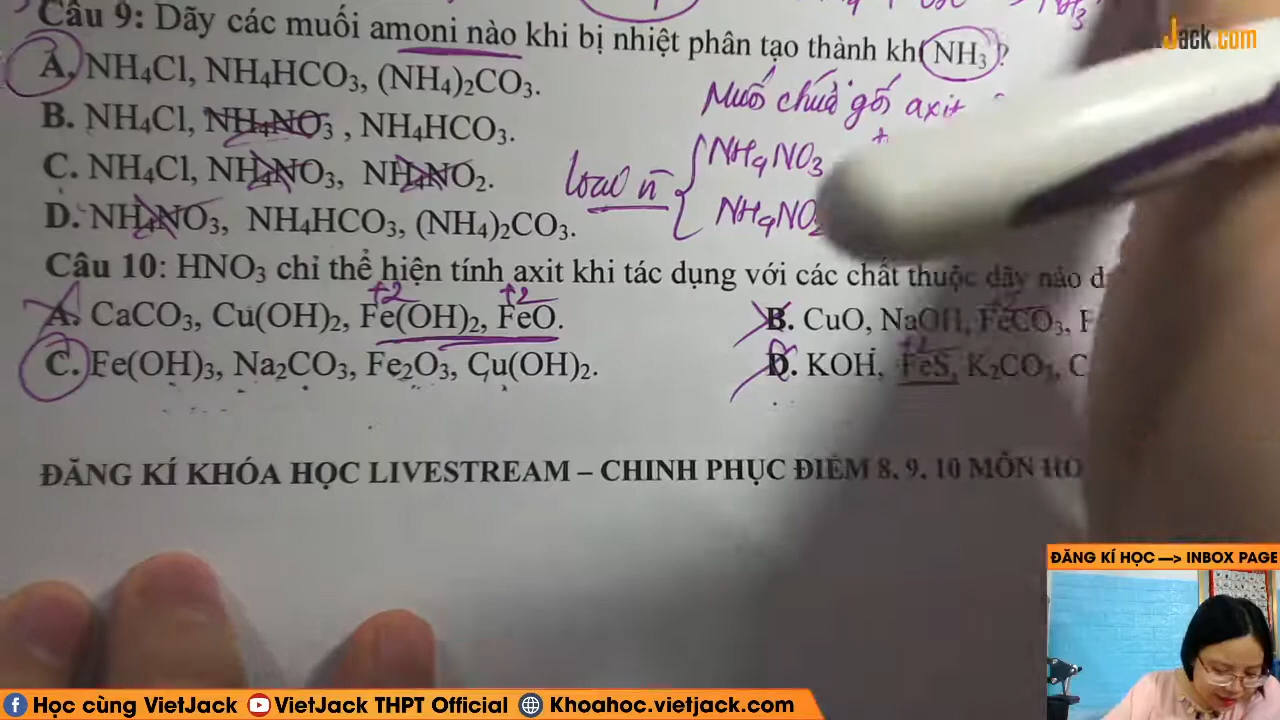 Câu 9: Dãy các muối amoni nào khi bị nhiệt phân tạo thành kh NH₃ ?
Jack.com
A. NH₄Cl, NH₄HCO₃, (NH₄)₂CO₃.
Muối chứa gốc axit
B. NH₄Cl, NH₄NO₃ , NH₄HCO₃.
C. NH₄Cl, NH₄NO₃, NH₄NO₂.
NH₄NO₃
D. NH₄NO₃, NH₄HCO₃, (NH₄)₂CO₃.
NH₄NO₂
Câu 10: HNO₃ chỉ thể hiện tính axit khi tác dụng với các chất thuộc dãy nào d
+2 +2
A. CaCO₃, Cu(OH)₂, Fe(OH)₂, FeO.
B. CuO, NaOH, FeCO₃, F
C. Fe(OH)₃, Na₂CO₃, Fe₂O₃, Cu(OH)₂.
+2
D. KOH, FeS, K₂CO₃, C
ĐĂNG KÍ KHÓA HỌC LIVESTREAM – CHINH PHỤC ĐIỂM 8. 9. 10 MÔN HO
ĐĂNG KÍ HỌC —> INBOX PAGE
Học cùng VietJack VietJack THPT Official Khoahoc.vietjack.com